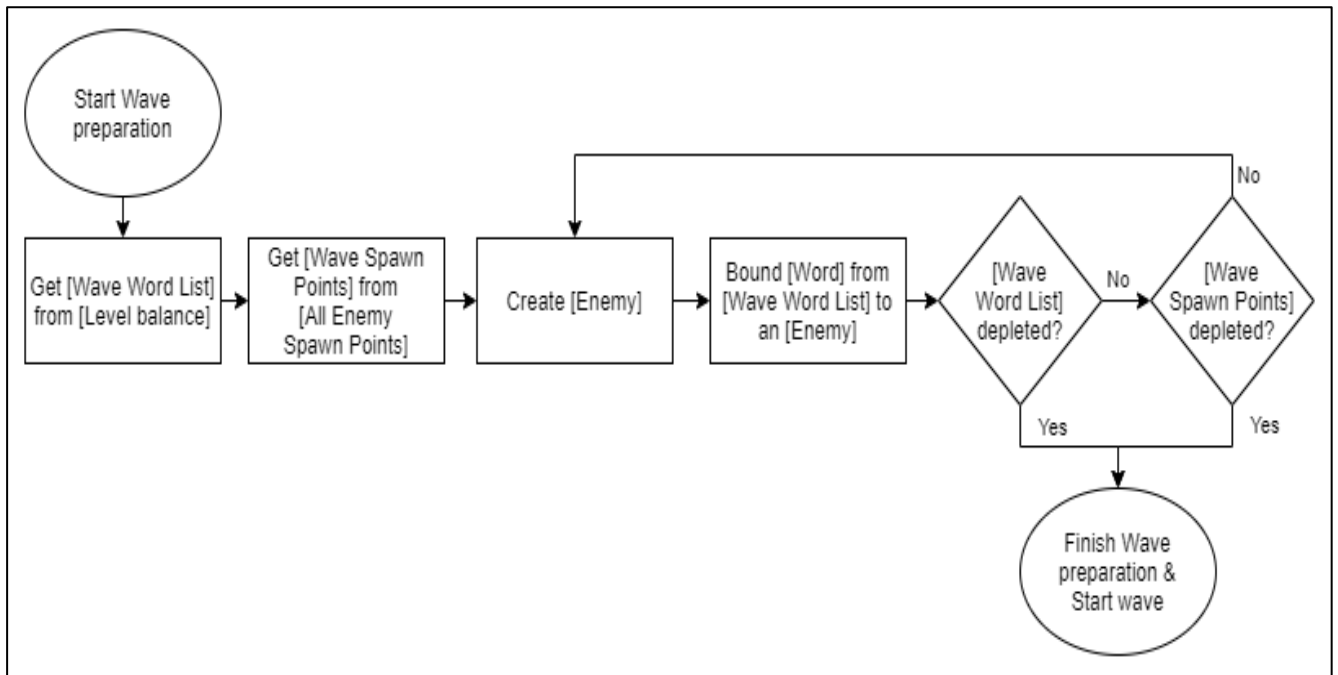 Start Wave
preparation
Get [Wave Word List]
from [Level balance]
Get [Wave Spawn
Points] from
[All Enemy
Spawn Points]
Create [Enemy]
Bound [Word] from
[Wave Word List] to
an [Enemy]
[Wave
Word List]
depleted?
No
[Wave
Spawn Points]
depleted?
No
Yes
Yes
Finish Wave
preparation &
Start wave